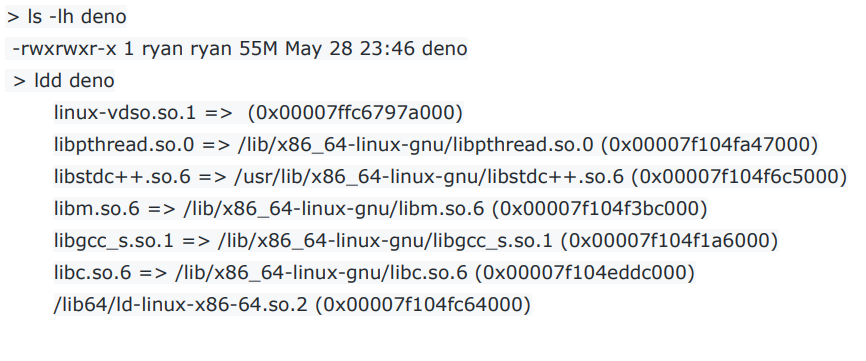 > ls -lh deno
-rwxrwxr-x 1 ryan ryan 55M May 28 23:46 deno
> ldd deno
linux-vdso.so.1 => (0x00007ffc6797a000)
libpthread.so.0 => /lib/x86_64-linux-gnu/libpthread.so.0 (0x00007f104fa47000)
libstdc++.so.6 => /usr/lib/x86_64-linux-gnu/libstdc++.so.6 (0x00007f104f6c5000)
libm.so.6 => /lib/x86_64-linux-gnu/libm.so.6 (0x00007f104f3bc000)
libgcc_s.so.1 => /lib/x86_64-linux-gnu/libgcc_s.so.1 (0x00007f104f1a6000)
libc.so.6 => /lib/x86_64-linux-gnu/libc.so.6 (0x00007f104eddc000)
/lib64/ld-linux-x86-64.so.2 (0x00007f104fc64000)